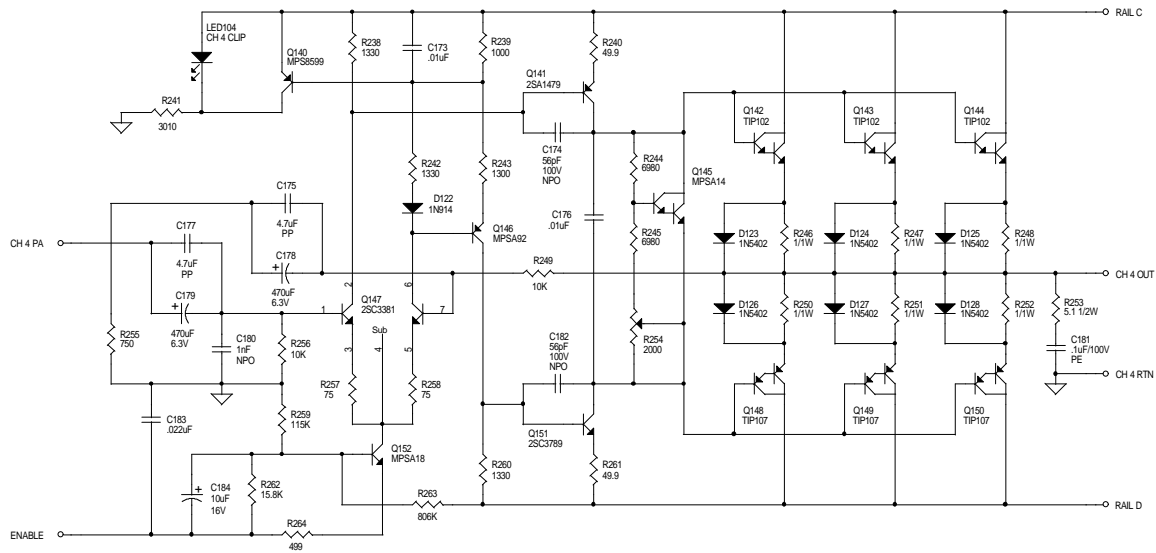 LED104
CH 4 CLIP
RAIL C
Q140
MPS8599
R238
1330
C173
.01uF
R239
1000
R240
49.9
Q141
2SA1479
R241
3010
Q142
TIP102
Q143
TIP102
Q144
TIP102
C174
56pF
100V
NPO
R242
1330
R243
1300
R244
6980
Q145
MPSA14
C175
4.7uF
PP
D122
1N914
C176
.01uF
CH 4 PA
C177
4.7uF
PP
C178
470uF
6.3V
Q146
MPSA92
R245
6980
D123
1N5402
R246
1/1W
D124
1N5402
R247
1/1W
D125
1N5402
R248
1/1W
R249
10K
CH 4 OUT
C179
470uF
6.3V
2
6
Q147
2SC3381
1
7
Sub
3
4
5
D126
1N5402
R250
1/1W
D127
1N5402
R251
1/1W
D128
1N5402
R252
1/1W
R253
5.1 1/2W
R255
750
C180
1nF
NPO
R256
10K
C182
56pF
100V
NPO
R254
2000
C181
.1uF/100V
PE
CH 4 RTN
R257
75
R258
75
C183
.022uF
R259
115K
Q148
TIP107
Q149
TIP107
Q150
TIP107
Q151
2SC3789
Q152
MPSA18
R260
1330
R261
49.9
C184
10uF
16V
R262
15.8K
R263
806K
RAIL D
R264
499
ENABLE